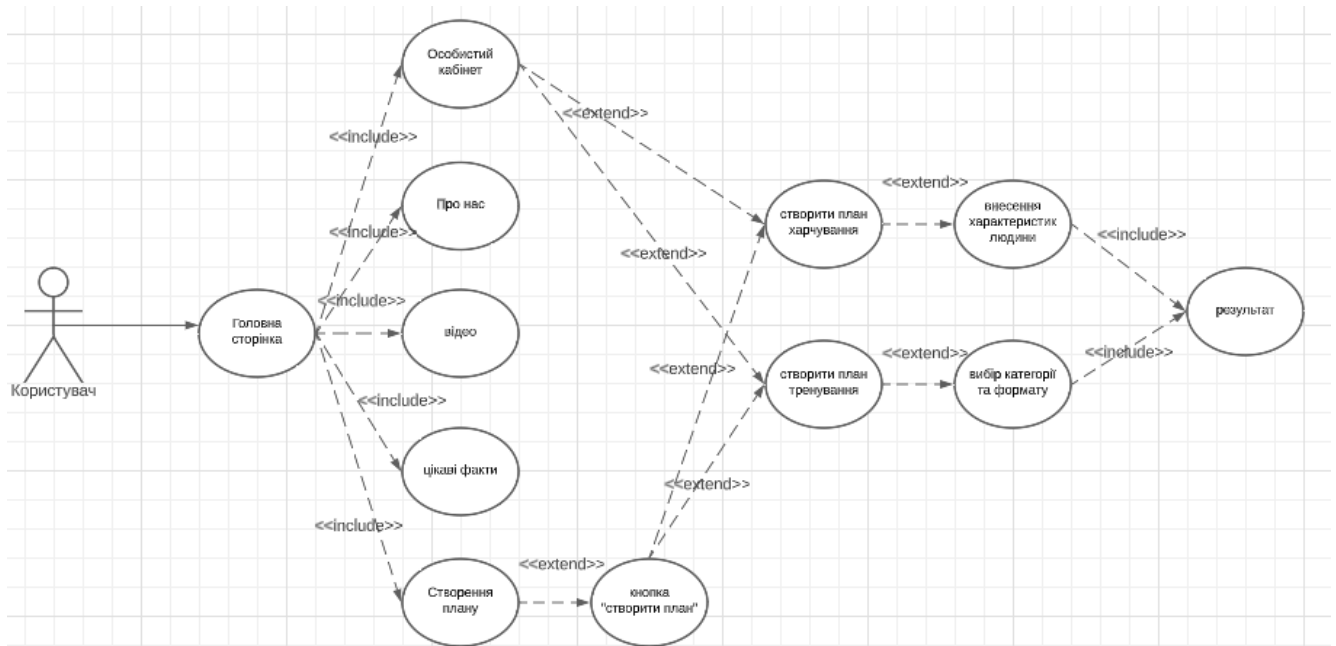 Особистий
кабінет
<<extend>>
<<include>>
Про нас
<<include>>
створити план
харчування
<<extend>>
внесення
характеристик
людини
<<include>>
<<extend>>
Користувач
Головна
сторінка
<<include>>
відео
результат
<<extend>>
створити план
тренування
<<extend>>
вибір категорії
та формату
<<include>>
<<include>>
цікаві факти
<<extend>>
<<include>>
Створення
плану
<<extend>>
кнопка
"створити план"